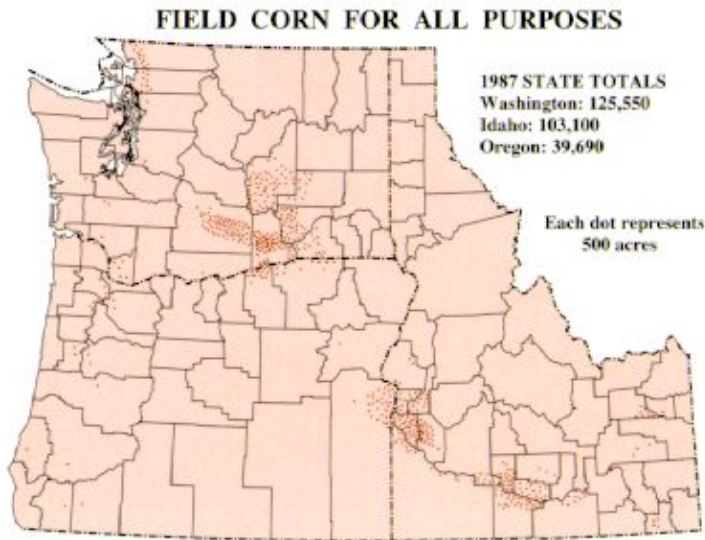 FIELD CORN FOR ALL PURPOSES
1987 STATE TOTALS
Washington: 125,550
Idaho: 103,100
Oregon: 39,690
Each dot represents
500 acres